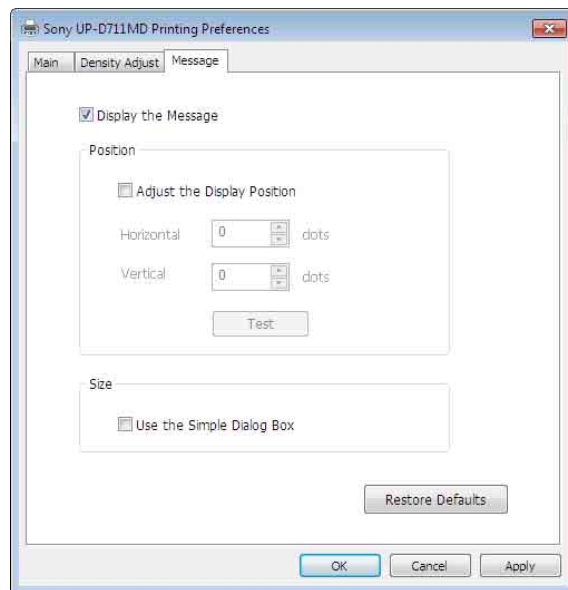 Sony UP-D711MD Printing Preferences
Main Density Adjust Message
Display the Message
Position
Adjust the Display Position
Horizontal 0 dots
Vertical 0 dots
Test
Size
Use the Simple Dialog Box
Restore Defaults
OK Cancel Apply